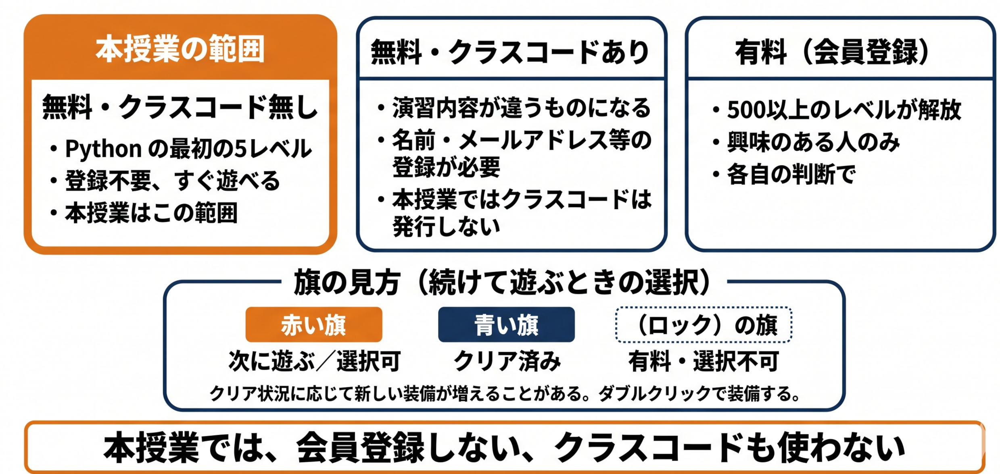 本授業の範囲
無料・クラスコード無し
・Python の最初の5レベル
・登録不要、すぐ遊べる
・本授業はこの範囲
無料・クラスコードあり
・演習内容が違うものになる
・名前・メールアドレス等の
登録が必要
・本授業ではクラスコードは
発行しない
有料（会員登録）
・500以上のレベルが解放
・興味のある人のみ
・各自の判断で
旗の見方（続けて遊ぶときの選択）
赤い旗
次に遊ぶ／選択可
青い旗
クリア済み
（ロック）の旗
有料・選択不可
クリア状況に応じて新しい装備が増えることがある。ダブルクリックで装備する。
本授業では、会員登録しない、クラスコードも使わない